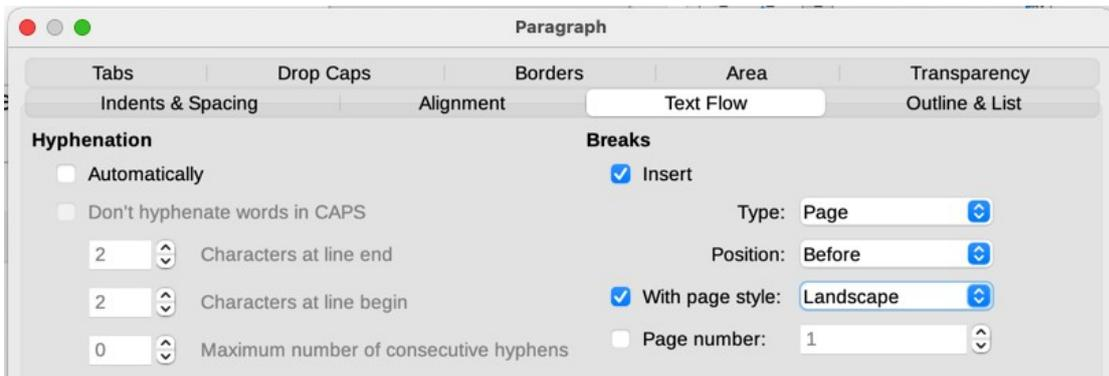 Paragraph
Tabs Drop Caps Borders Area Transparency
Indents & Spacing Alignment Text Flow Outline & List
Hyphenation
Automatically
Don't hyphenate words in CAPS
2 Characters at line end
2 Characters at line begin
0 Maximum number of consecutive hyphens
Breaks
Insert
Type: Page
Position: Before
With page style: Landscape
Page number: 1